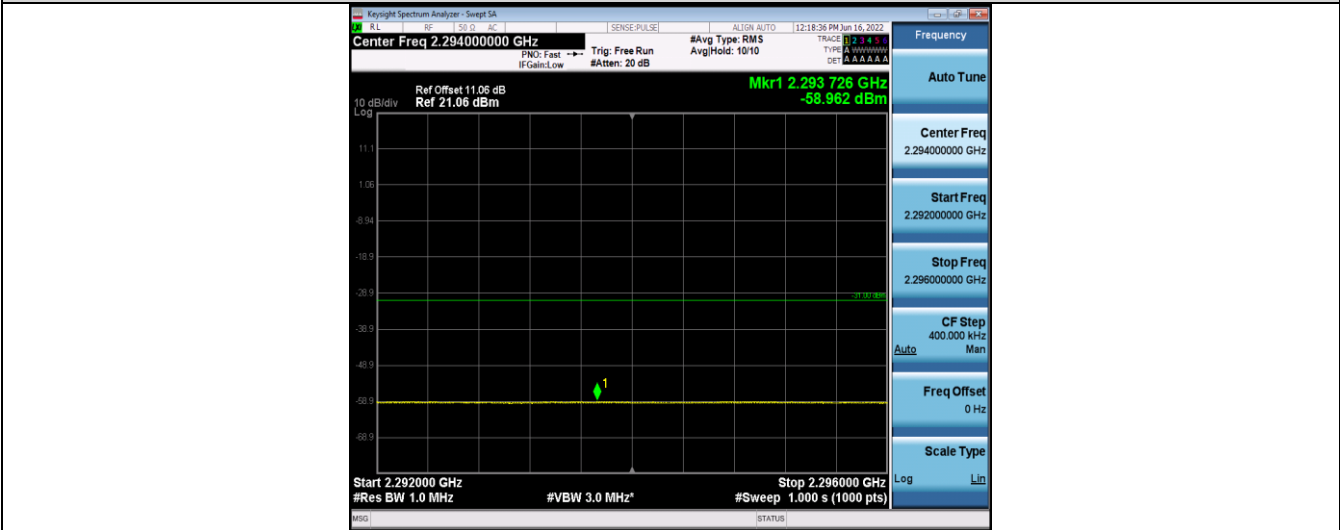 Keysight Spectrum Analyzer - Swept SA
RL RF 50 Ω AC SENSE:PULSE ALIGN AUTO 12:18:36 PM Jun 16, 2022
Center Freq 2.294000000 GHz
PNO: Fast
IFGain:Low
Trig: Free Run
#Atten: 20 dB
#Avg Type: RMS
Avg|Hold: 10/10
TRACE 1 2 3 4 5 6
TYPE A WWWWW
DET A A A A A A
Mkr1 2.293 726 GHz
-58.962 dBm
Ref Offset 11.06 dB
10 dB/div Ref 21.06 dBm
Log
11.1
1.06
-8.94
-18.9
-28.9
-31.00 dBm
-38.9
-48.9
1
-58.9
-68.9
Start 2.292000 GHz Stop 2.296000 GHz
#Res BW 1.0 MHz #VBW 3.0 MHz* #Sweep 1.000 s (1000 pts)
MSG STATUS
Frequency
Auto Tune
Center Freq
2.294000000 GHz
Start Freq
2.292000000 GHz
Stop Freq
2.296000000 GHz
CF Step
400.000 kHz
Auto Man
Freq Offset
0 Hz
Scale Type
Log Lin